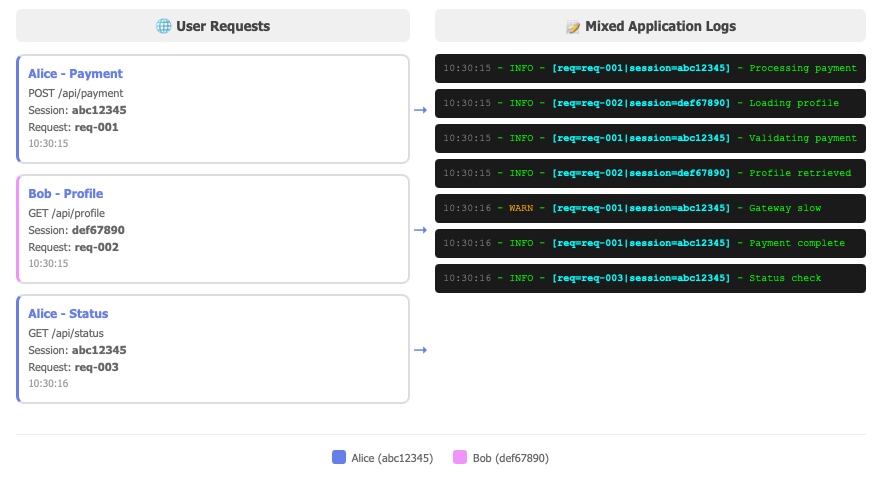 🌐 User Requests
Alice - Payment
POST /api/payment
Session: abc12345
Request: req-001
10:30:15
→
Bob - Profile
GET /api/profile
Session: def67890
Request: req-002
10:30:15
→
Alice - Status
GET /api/status
Session: abc12345
Request: req-003
10:30:16
→
📝 Mixed Application Logs
10:30:15 - INFO - [req=req-001|session=abc12345] - Processing payment
10:30:15 - INFO - [req=req-002|session=def67890] - Loading profile
10:30:15 - INFO - [req=req-001|session=abc12345] - Validating payment
10:30:15 - INFO - [req=req-002|session=def67890] - Profile retrieved
10:30:16 - WARN - [req=req-001|session=abc12345] - Gateway slow
10:30:16 - INFO - [req=req-001|session=abc12345] - Payment complete
10:30:16 - INFO - [req=req-003|session=abc12345] - Status check
Alice (abc12345)
Bob (def67890)